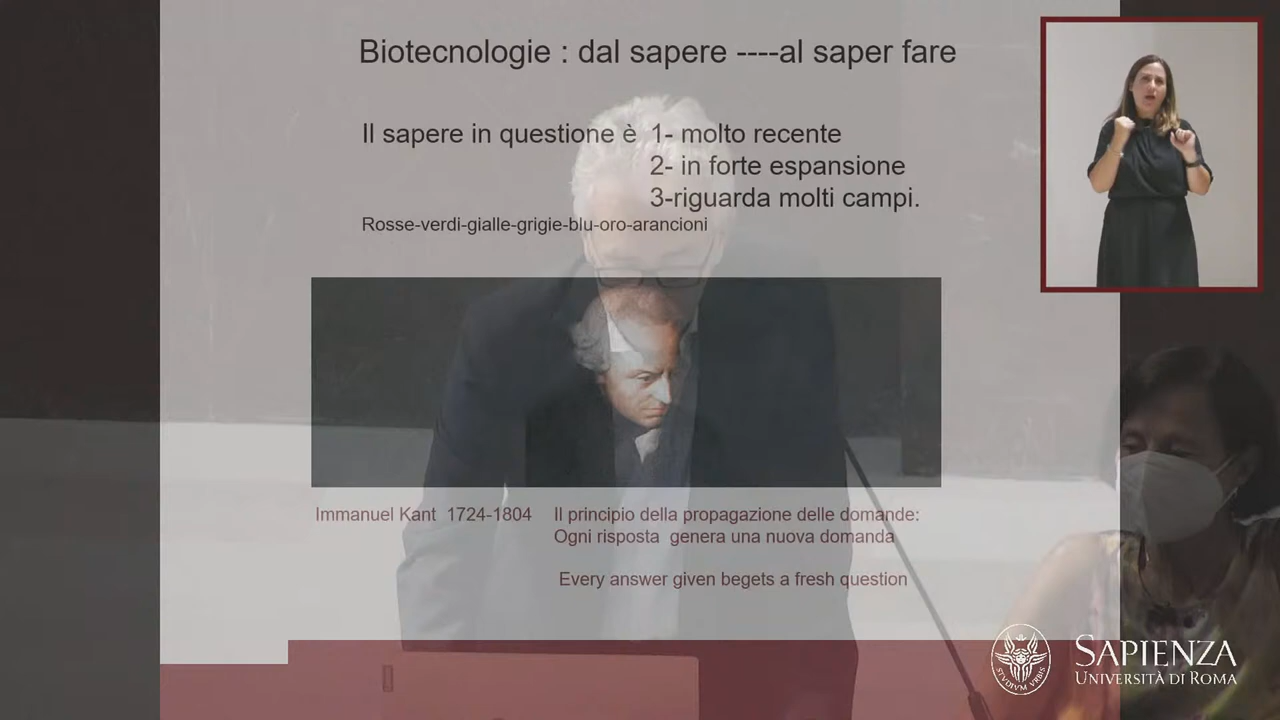 Biotecnologie : dal sapere ----al saper fare
Il sapere in questione è 1- molto recente
2- in forte espansione
3-riguarda molti campi.
Rosse-verdi-gialle-grigie-blu-oro-arancioni
Immanuel Kant 1724-1804
Il principio della propagazione delle domande:
Ogni risposta genera una nuova domanda
Every answer given begets a fresh question
STVDIVM VRBIS
SAPIENZA
UNIVERSITÀ DI ROMA